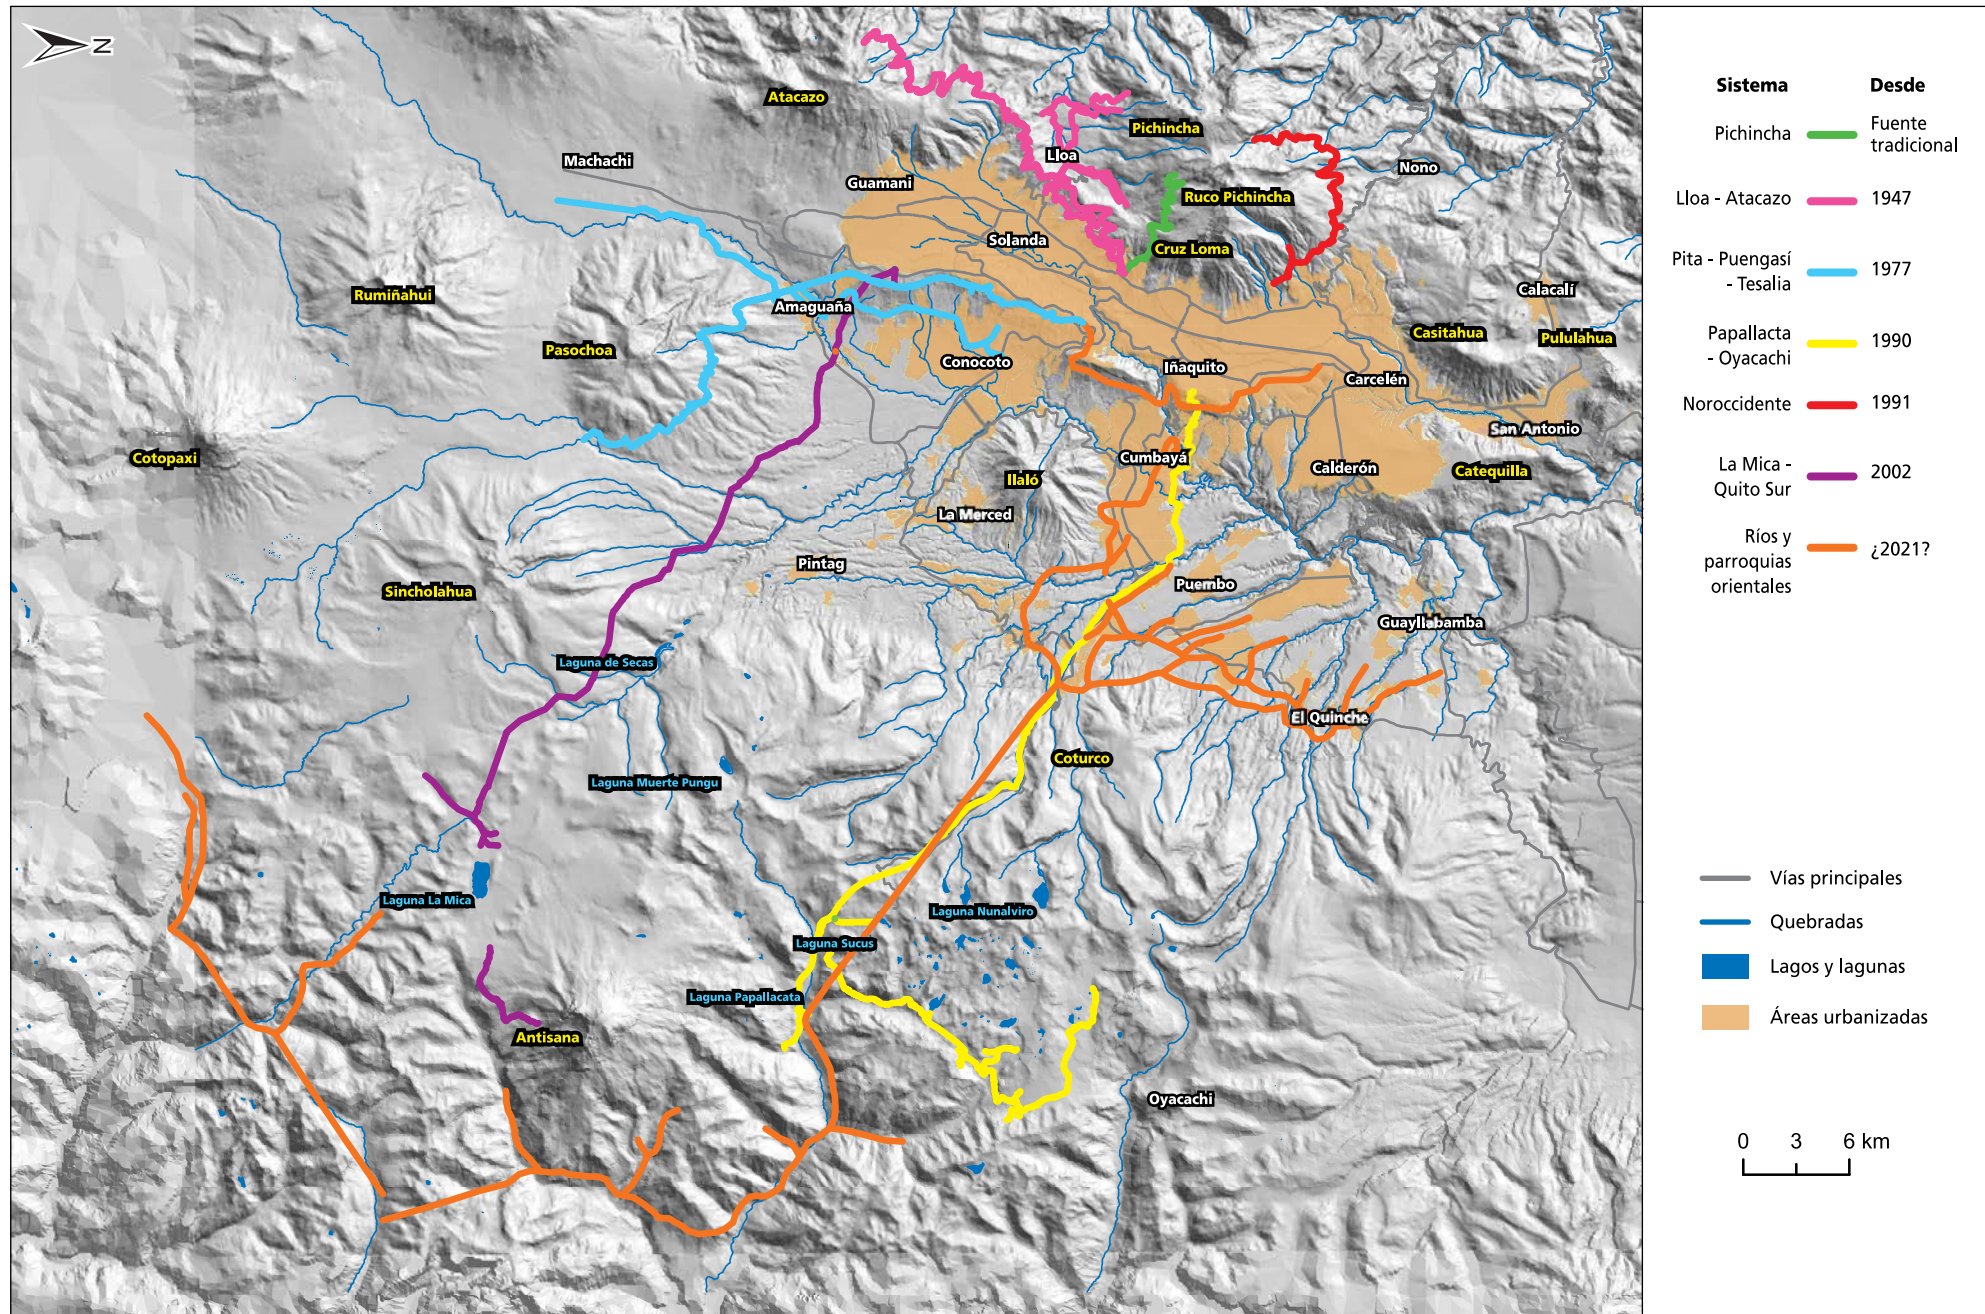 N
Atacazo
Pichincha
Machachi
Lloa
Nono
Guamani
Ruco Pichincha
Solanda
Cruz Loma
Rumiñahui
Calacalí
Amaguaña
Casitahua
Pululahua
Pasochoa
Conocoto
Iñaquito
Carcelén
San Antonio
Cotopaxi
Cumbayá
Calderón
Catequilla
Ilaló
La Merced
Pintag
Puembo
Sincholahua
Guayllabamba
Laguna de Secas
El Quinche
Coturco
Laguna Muerte Pungu
Laguna La Mica
Laguna Nunalviro
Laguna Sucus
Laguna Papallacata
Antisana
Oyacachi
Sistema Desde
Pichincha Fuente
tradicional
Lloa - Atacazo 1947
Pita - Puengasí
- Tesalia 1977
Papallacta
- Oyacachi 1990
Noroccidente 1991
La Mica -
Quito Sur 2002
Ríos y
parroquias
orientales ¿2021?
Vías principales
Quebradas
Lagos y lagunas
Áreas urbanizadas
0 3 6 km